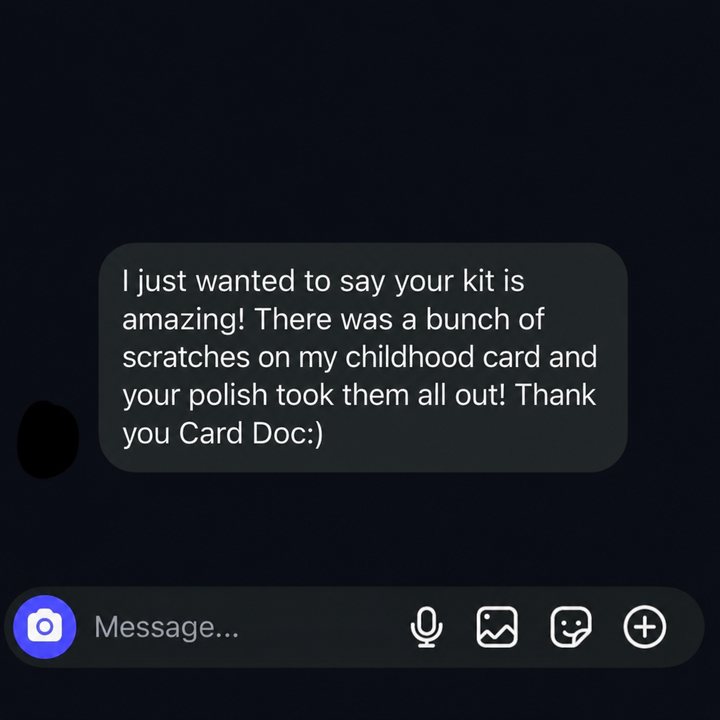 I just wanted to say your kit is
amazing! There was a bunch of
scratches on my childhood card and
your polish took them all out! Thank
you Card Doc:)
Message...